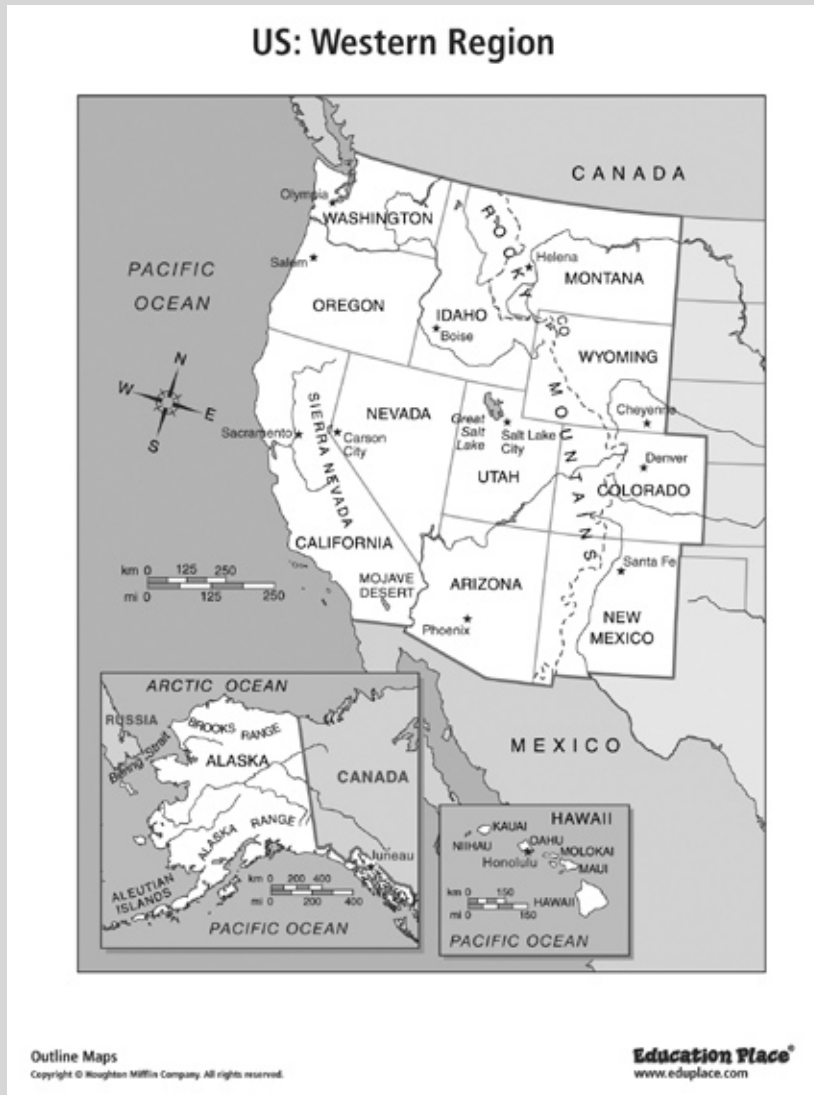 US: Western Region
CANADA
Olympia
WASHINGTON
ROCKY
Salem
Helena
PACIFIC
OCEAN
MONTANA
OREGON
IDAHO
Boise
CO.
WYOMING
N
W
E
S
MOUNTAINS
NEVADA
SIERRA NEVADA
Great
Salt
Lake
Cheyenne
Sacramento
Carson
City
Salt Lake
City
Denver
UTAH
COLORADO
CALIFORNIA
km 0 125 250
mi 0 125 250
MOJAVE
DESERT
ARIZONA
Santa Fe
Phoenix
NEW
MEXICO
ARCTIC OCEAN
RUSSIA
BROOKS RANGE
Bering Strait
ALASKA
CANADA
MEXICO
ALASKA RANGE
Juneau
ALEUTIAN
ISLANDS
km 0 200 400
mi 0 200 400
PACIFIC OCEAN
HAWAII
KAUAI
NIIHAU
OAHU
Honolulu
MOLOKAI
MAUI
km 0 150
HAWAII
mi 0 150
PACIFIC OCEAN
Outline Maps
Copyright © Houghton Mifflin Company. All rights reserved.
Education Place®
www.eduplace.com